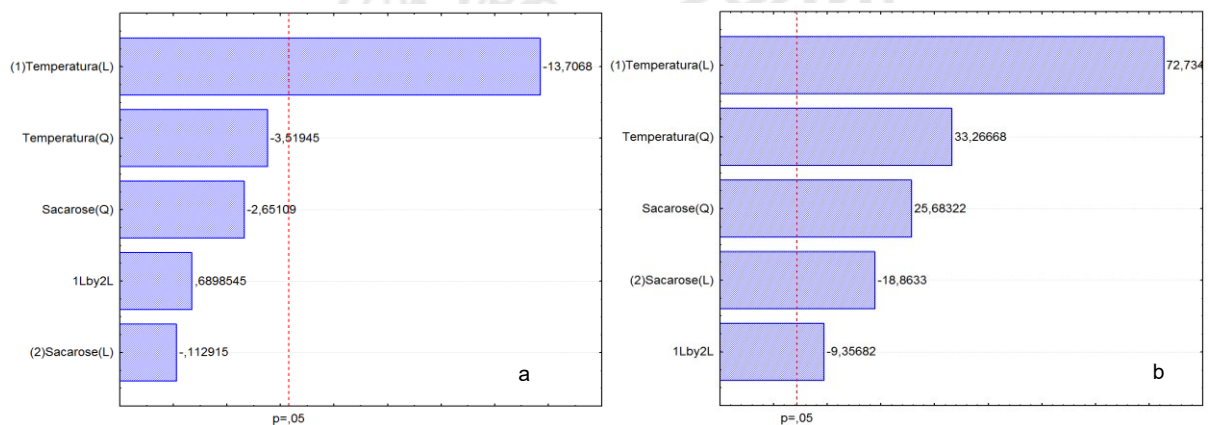 (1)Temperatura(L)
-13,7068
Temperatura(Q)
-3,51945
Sacarose(Q)
-2,65109
1Lby2L
,6898545
(2)Sacarose(L)
-,112915
a
p=,05
(1)Temperatura(L)
72,734
Temperatura(Q)
33,26668
Sacarose(Q)
25,68322
(2)Sacarose(L)
-18,8633
1Lby2L
-9,35682
b
p=,05